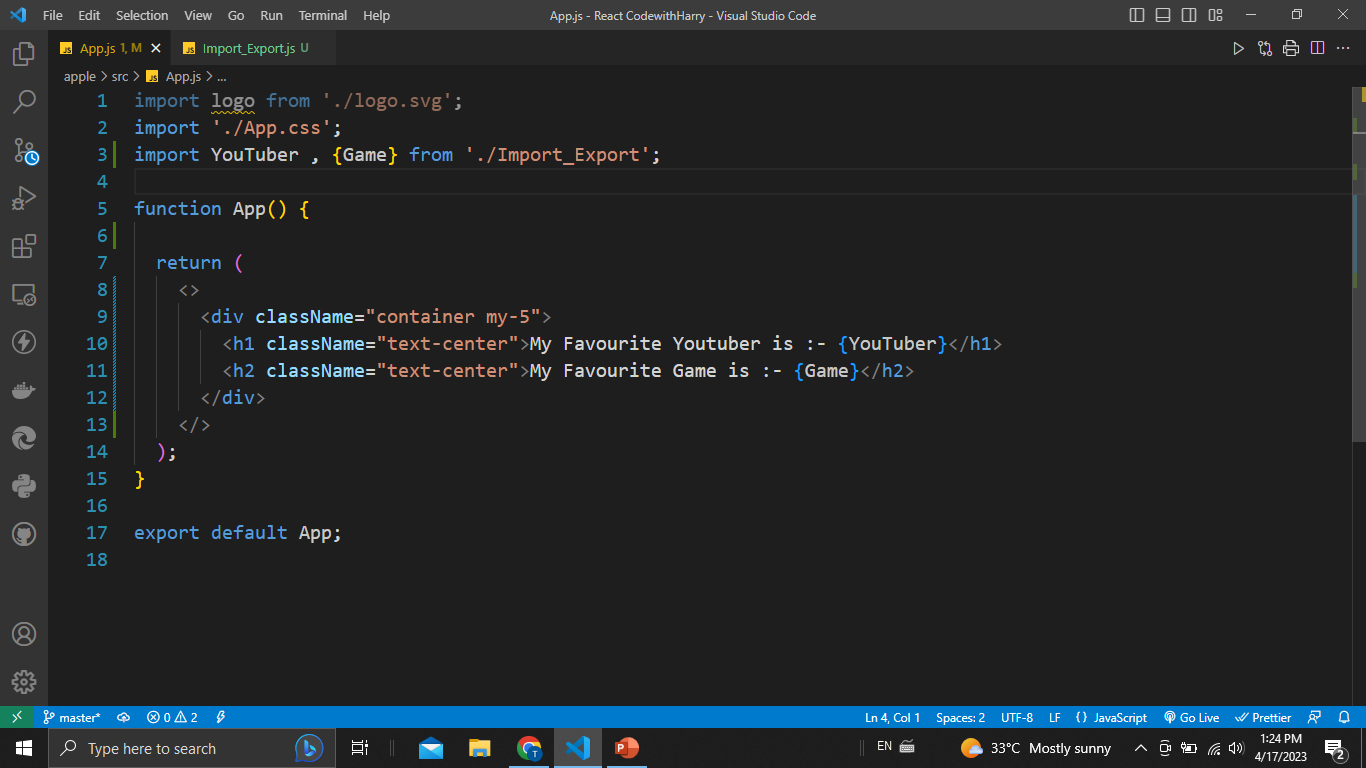 File Edit Selection View Go Run Terminal Help App.js - React CodewithHarry - Visual Studio Code
JS App.js 1, M JS Import_Export.js U
apple > src > JS App.js > ...
1 import logo from './logo.svg';
2 import './App.css';
3 import YouTuber , {Game} from './Import_Export';
4
5 function App() {
6
7 return (
8 <>
9 <div className="container my-5">
10 <h1 className="text-center">My Favourite Youtuber is :- {YouTuber}</h1>
11 <h2 className="text-center">My Favourite Game is :- {Game}</h2>
12 </div>
13 </>
14 );
15 }
16
17 export default App;
18
master* 0 2 Ln 4, Col 1 Spaces: 2 UTF-8 LF {} JavaScript Go Live Prettier
Type here to search T P EN 33°C Mostly sunny 1:24 PM
4/17/2023 2